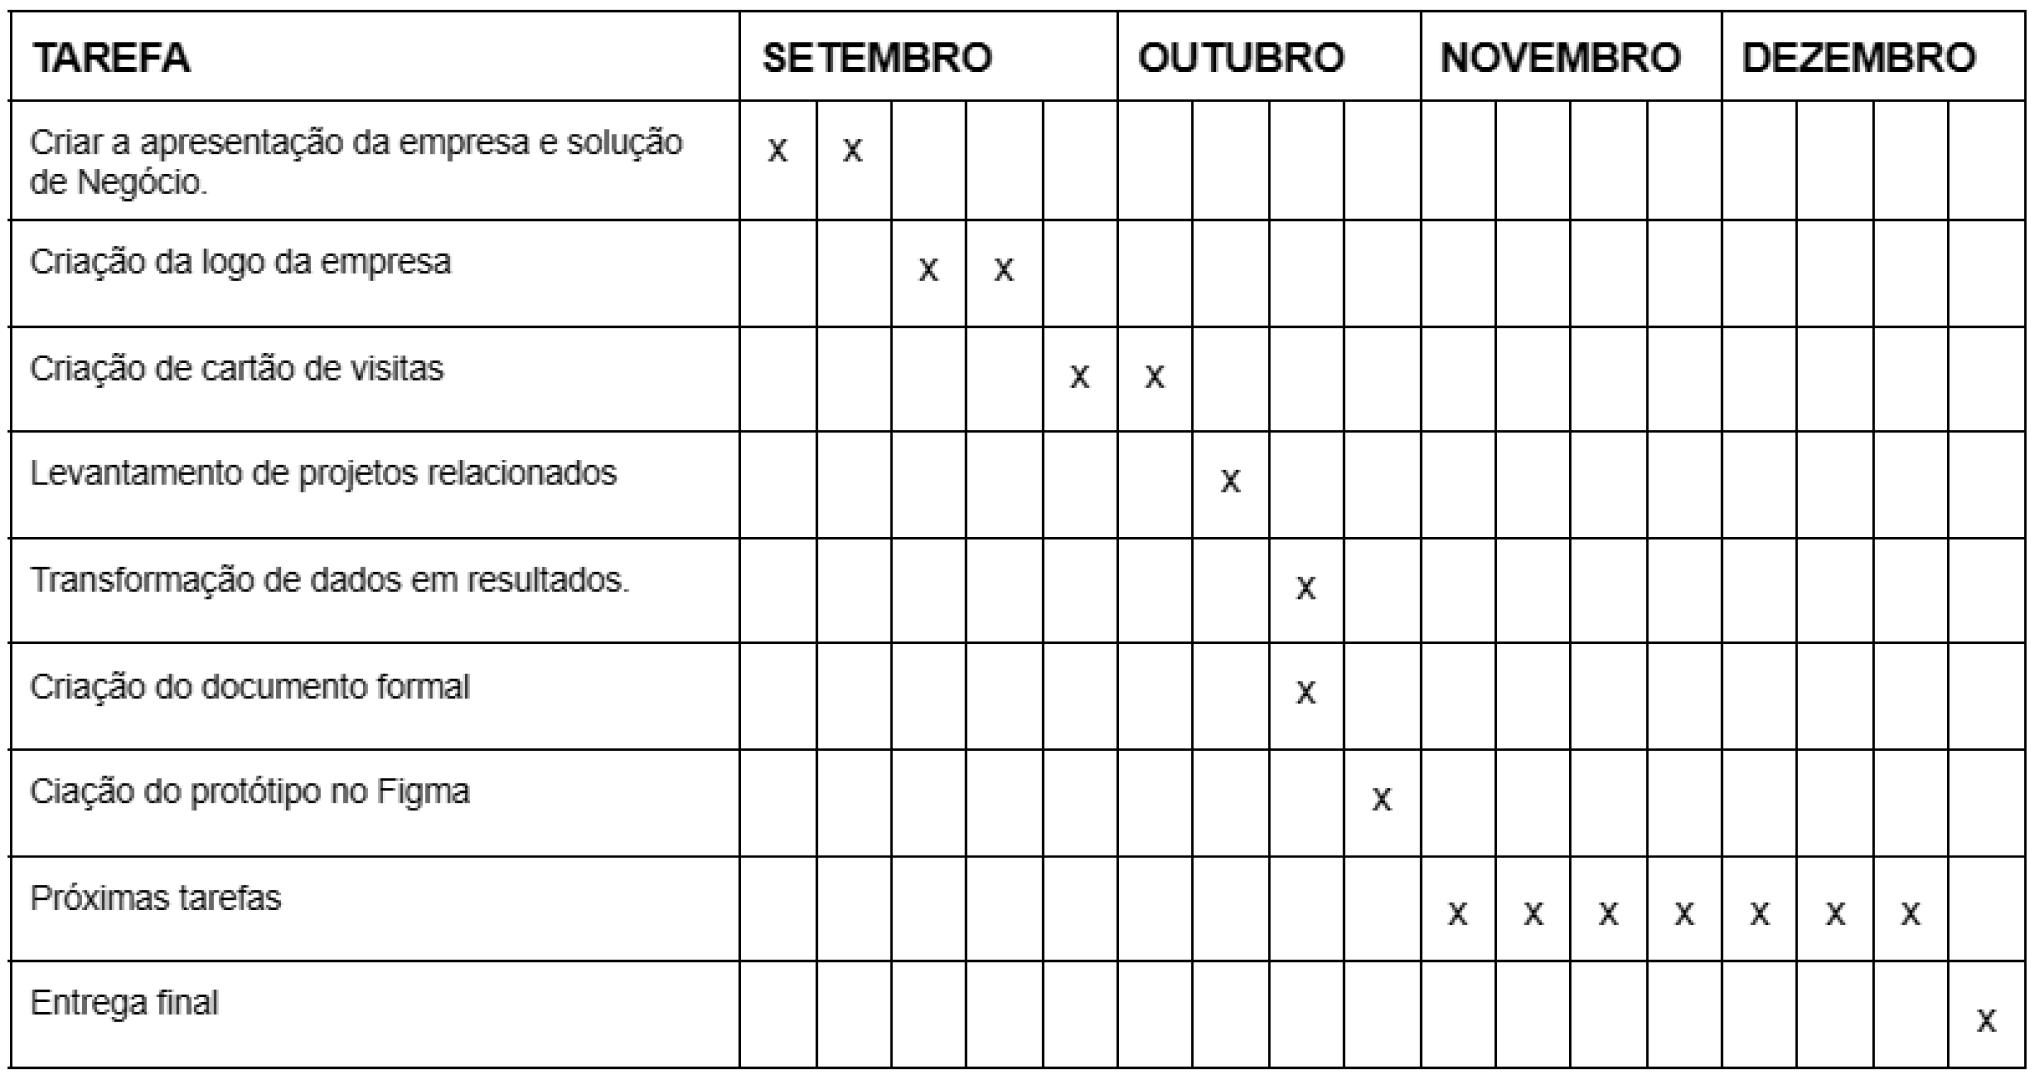 TAREFA SETEMBRO OUTUBRO NOVEMBRO DEZEMBRO
Criar a apresentação da empresa e solução
de Negócio. x x
Criação da logo da empresa x x
Criação de cartão de visitas x x
Levantamento de projetos relacionados x
Transformação de dados em resultados. x
Criação do documento formal x
Ciação do protótipo no Figma x
Próximas tarefas x x x x x x x
Entrega final x